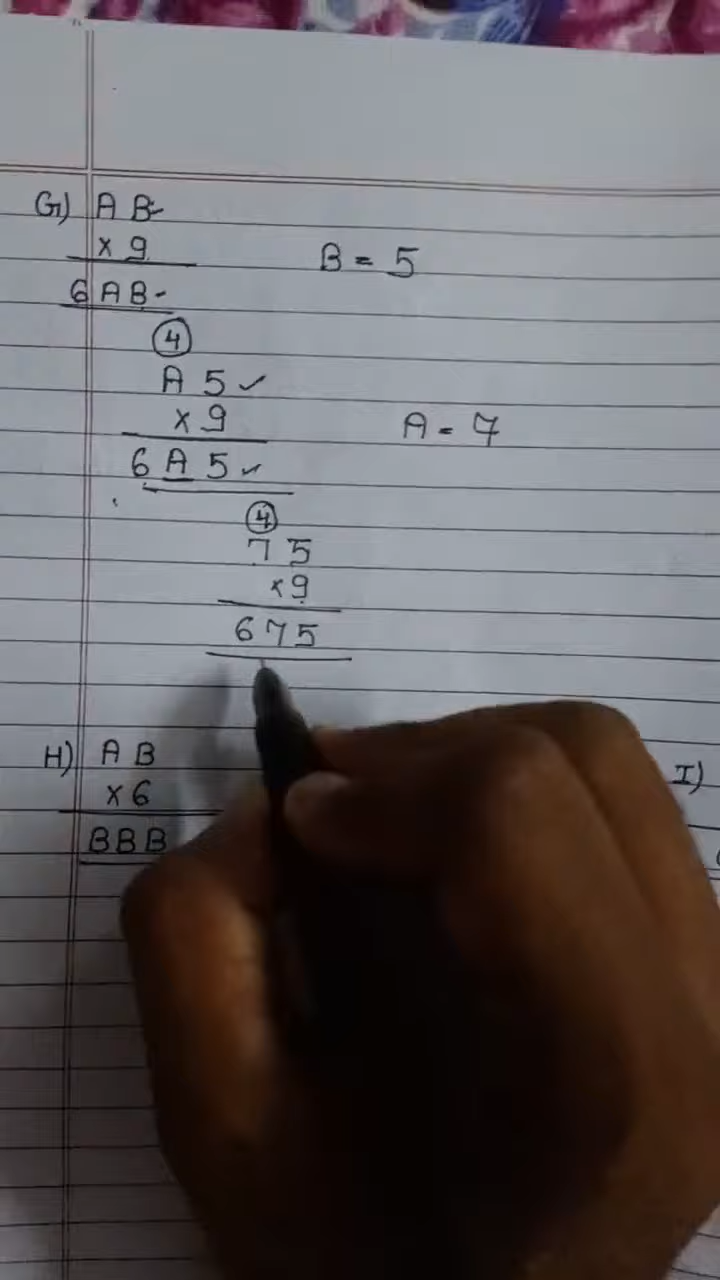 G) A B
× 9
B = 5
6 A B
4
A 5 ✓
× 9
A = 7
6 A 5 ✓
4
7 5
× 9
6 7 5
H) A B
× 6
B B B
I)